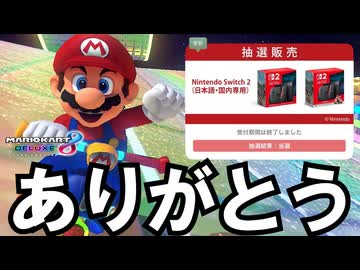 抽選販売
Nintendo Switch 2
(日本語・国内専用)
© Nintendo
受付期間は終了しました
抽選結果：当選
MARIOKART 8
DELUXE
ありがとう